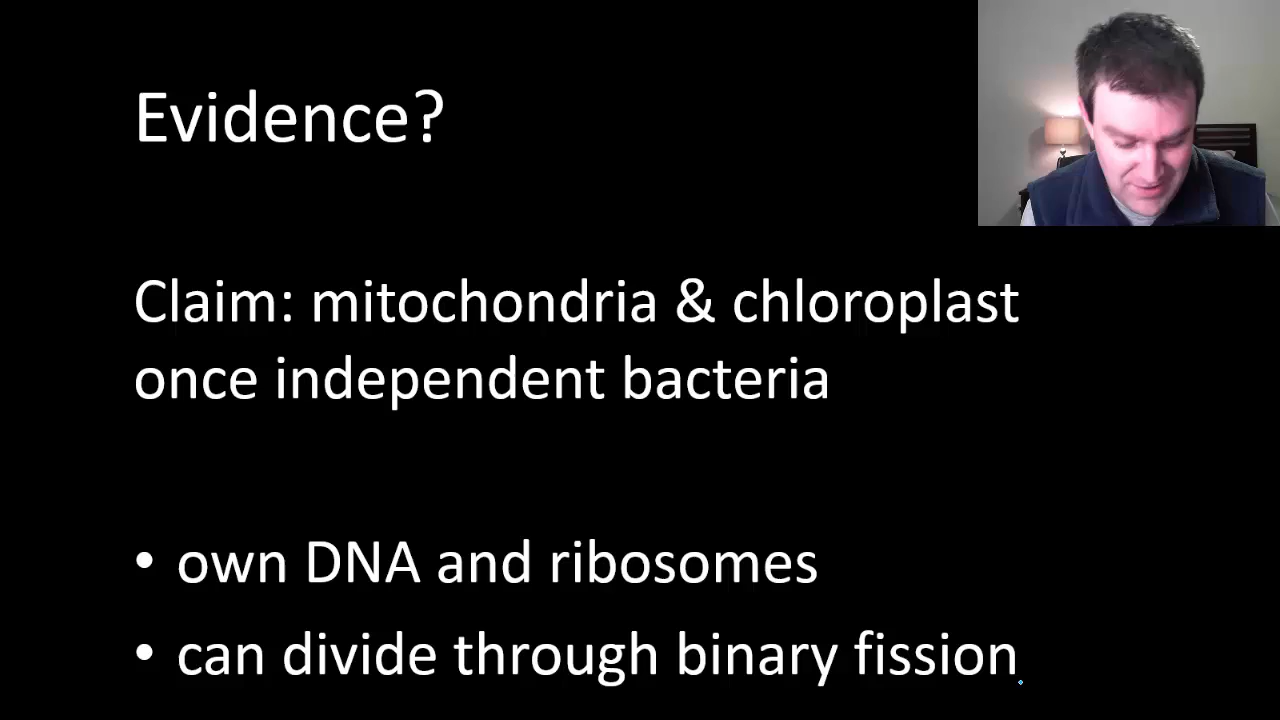 Evidence?
Claim: mitochondria & chloroplast
once independent bacteria
• own DNA and ribosomes
• can divide through binary fission